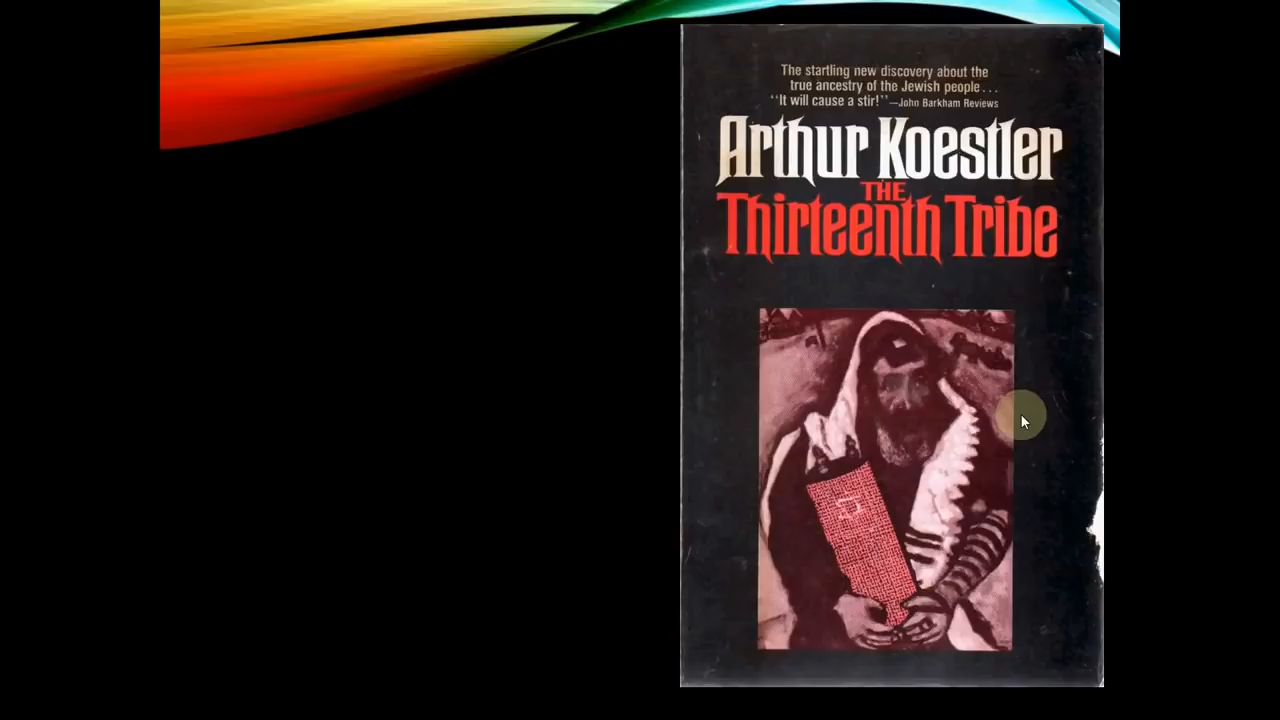 The startling new discovery about the
true ancestry of the Jewish people...
"It will cause a stir!"—John Barkham Reviews
Arthur Koestler
THE
Thirteenth Tribe